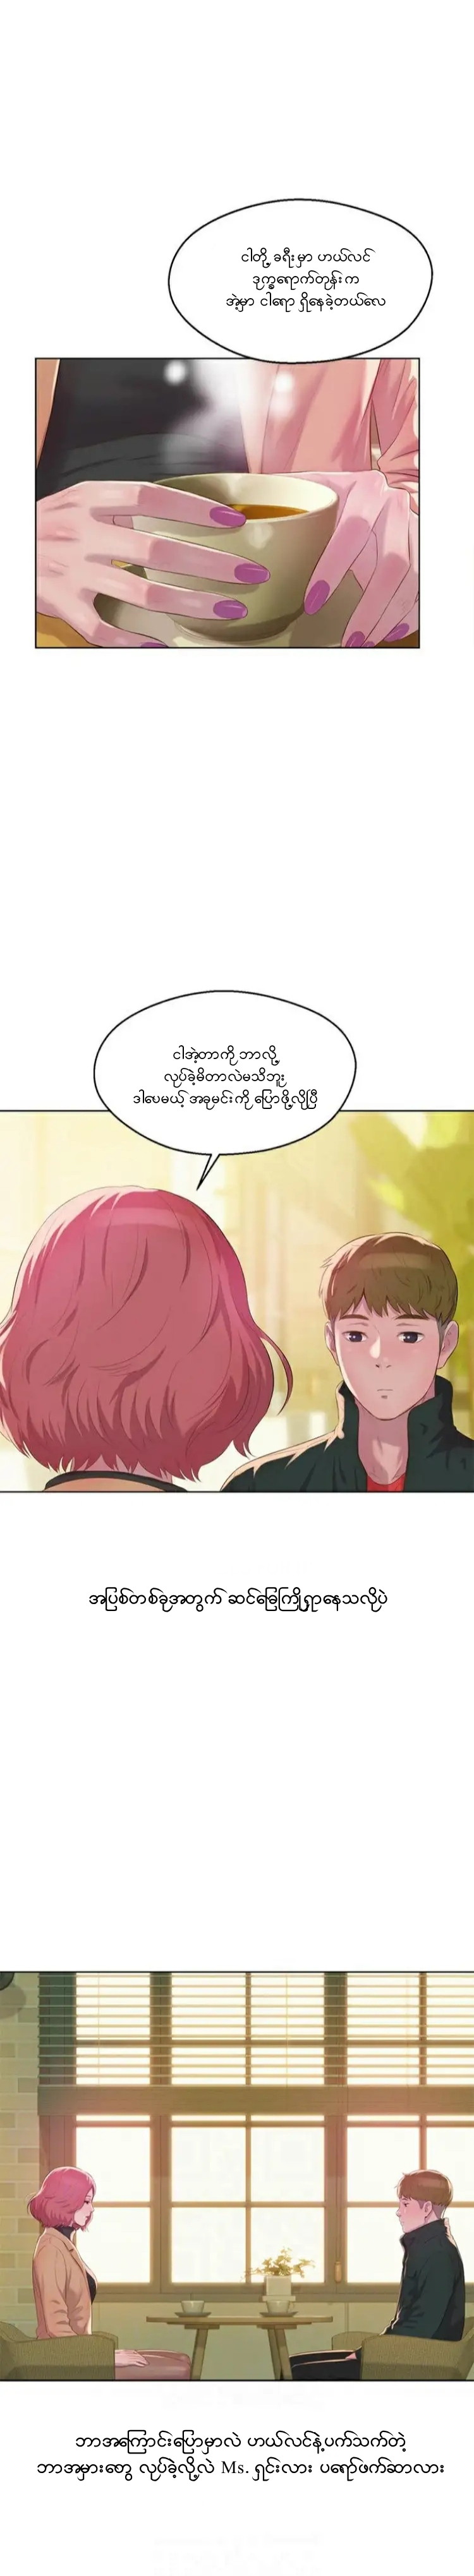 ငါတို့ ခရီးမှာ ဟယ်လင်
ဒုက္ခရောက်တုန်းက
အဲ့မှာ ငါရော ရှိနေခဲ့တယ်လေ
ငါအဲ့တာကို ဘာလို့
လုပ်ခဲ့မိတာလဲမသိဘူး
ဒါပေမယ့် အခုမင်းကို ပြောဖို့လိုပြီ
အပြစ်တစ်ခုအတွက် ဆင်ခြေကြိုရှာနေသလိုပဲ
ဘာအကြောင်းပြောမှာလဲ ဟယ်လင်နဲ့ပက်သက်တဲ့
ဘာအမှားတွေ လုပ်ခဲ့လို့လဲ Ms. ရှင်းလား ပရော်ဖက်ဆာလား